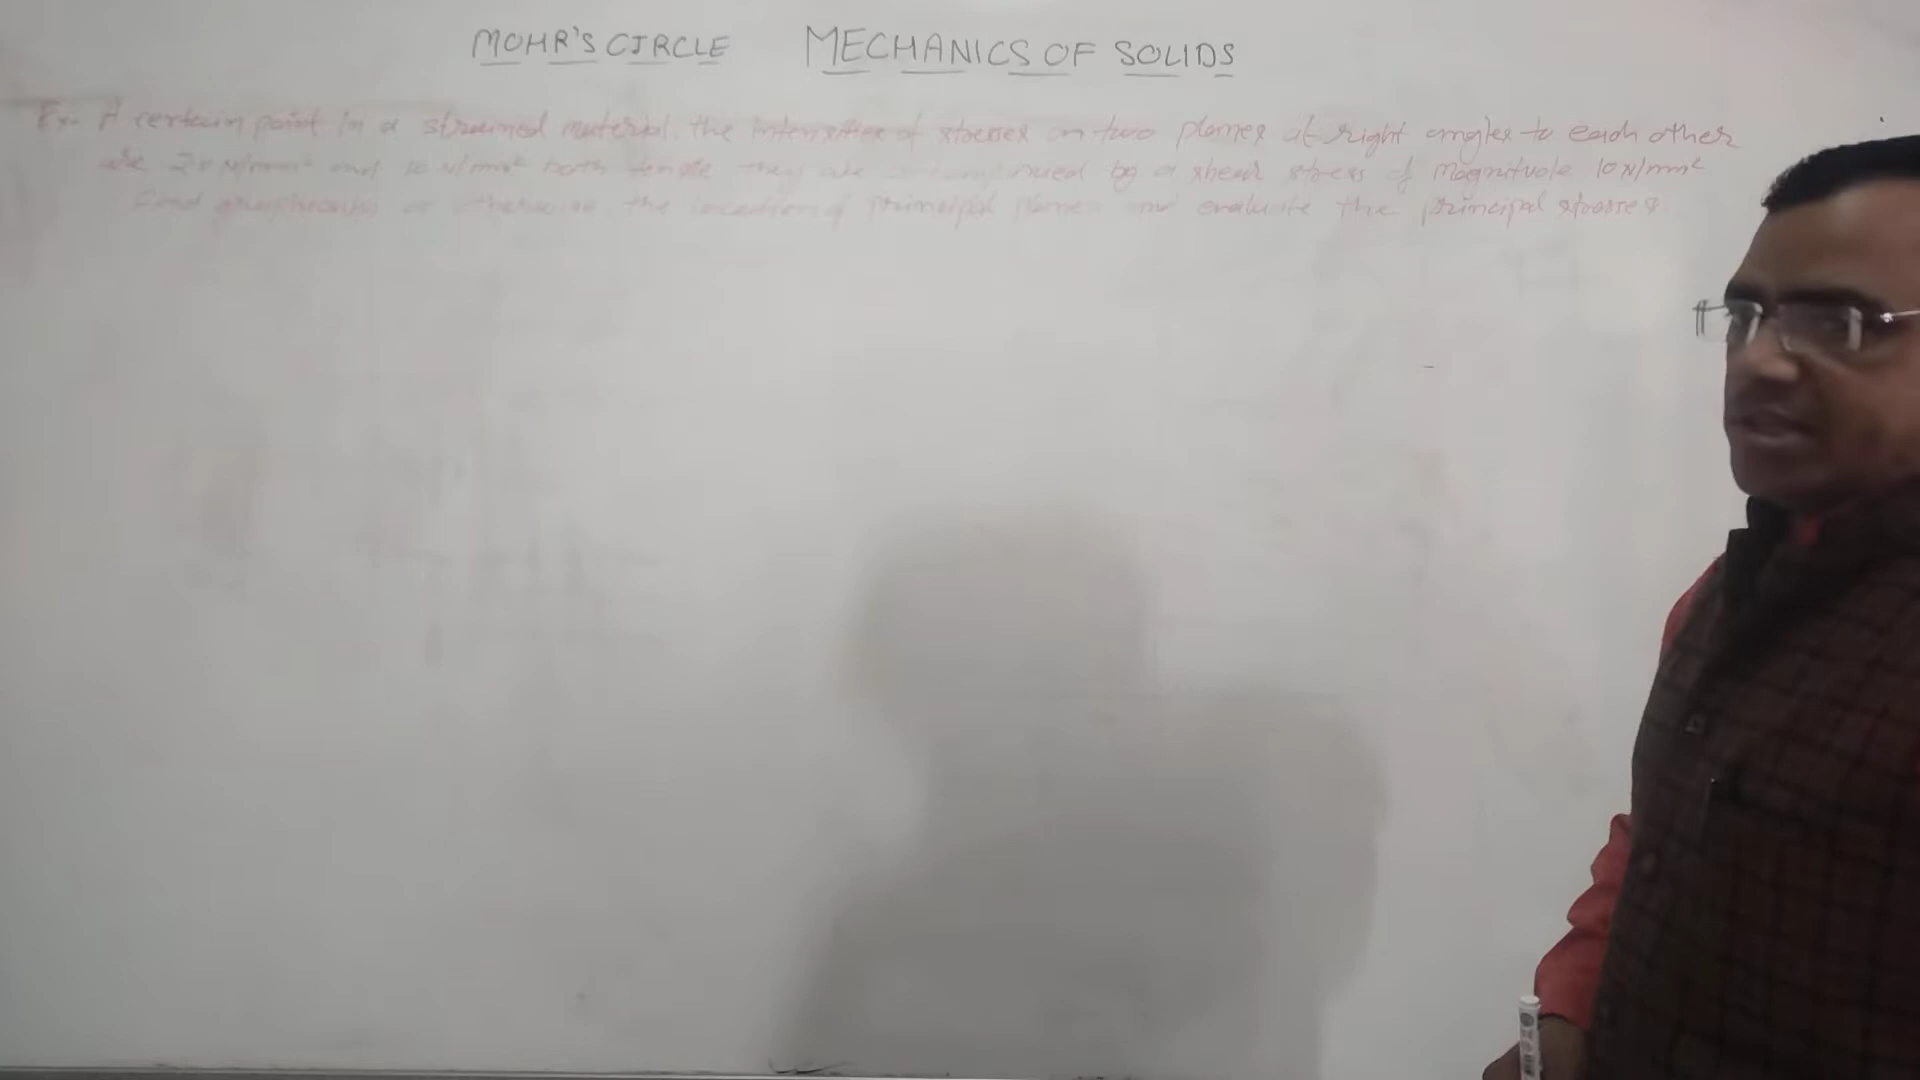 MOHR'S CIRCLE MECHANICS OF SOLIDS
Ex- A certain point in a strained material the intensities of stresses on two planes at right angles to each other
are 20 N/mm² and 10 N/mm² both tensile they are by a shear stress of magnitude 10 N/mm²
Find or otherwise the location of principal planes and evaluate the principal stresses